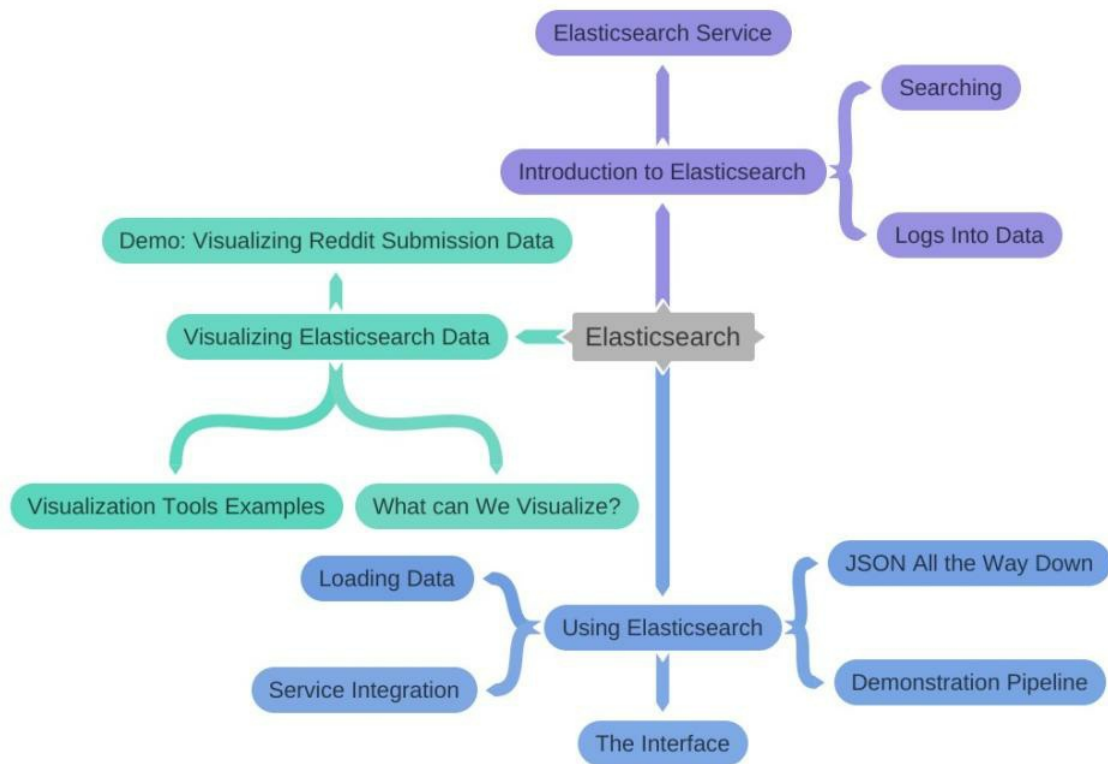 Elasticsearch Service
Searching
Introduction to Elasticsearch
Logs Into Data
Demo: Visualizing Reddit Submission Data
Visualizing Elasticsearch Data
Elasticsearch
Visualization Tools Examples
What can We Visualize?
Loading Data
JSON All the Way Down
Using Elasticsearch
Service Integration
Demonstration Pipeline
The Interface